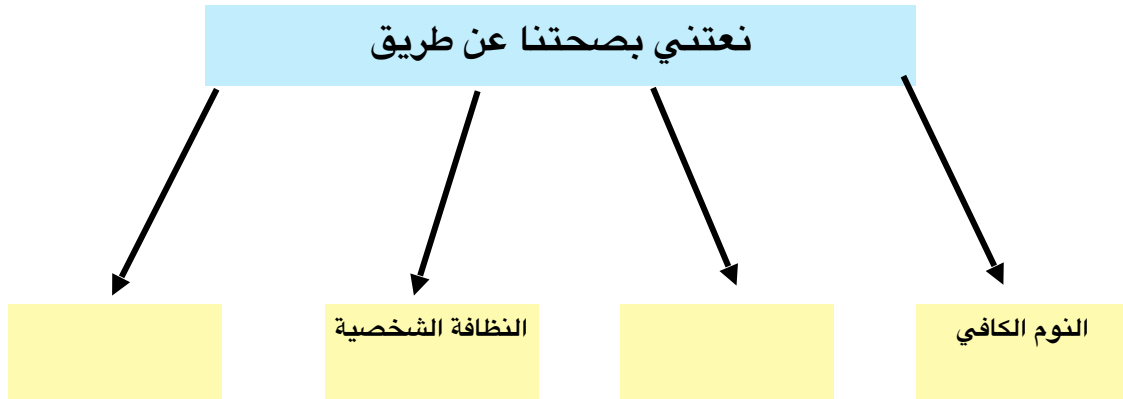 نعتني بصحتنا عن طريق
النوم الكافي
النظافة الشخصية